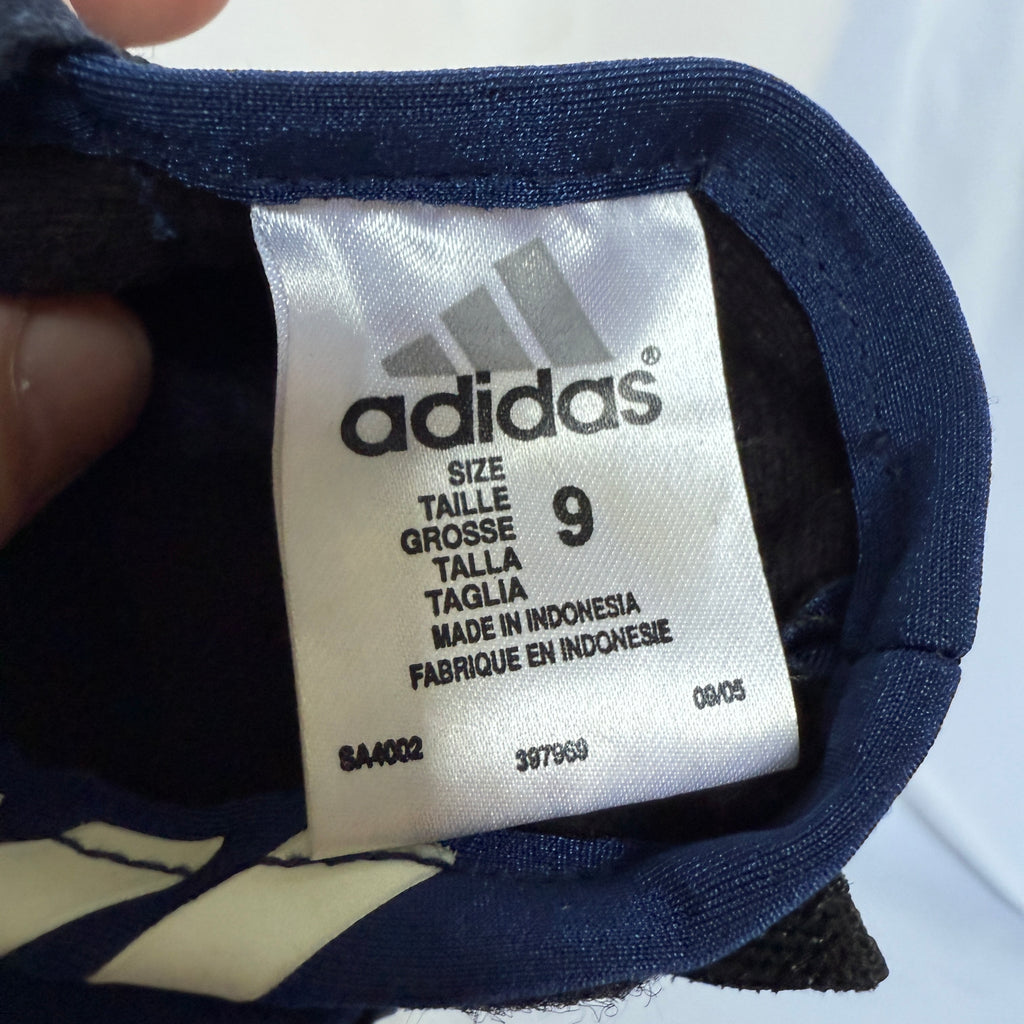 adidas®
SIZE
TAILLE
GROSSE
TALLA
TAGLIA
9
MADE IN INDONESIA
FABRIQUE EN INDONESIE
09/05
SA4002
397969